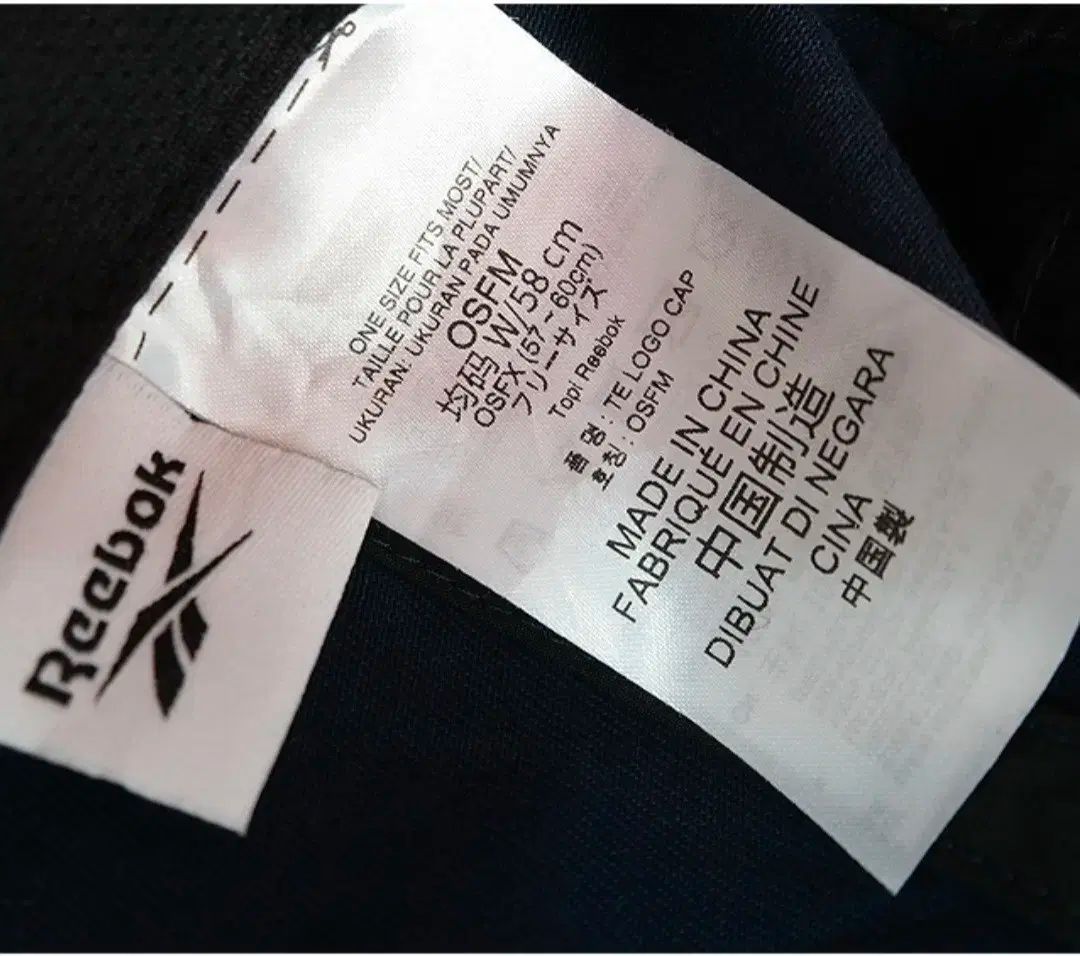 ONE SIZE FITS MOST/
TAILLE POUR LA PLUPART/
UKURAN: UKURAN PADA UMUMNYA
OSFM
均码 W/58 cm
OSFX (57 ~ 60cm)
フリーサイズ
Topi Reebok
품 명 : TE LOGO CAP
호칭 : OSFM
MADE IN CHINA
FABRIQUÉ EN CHINE
中国制造
DIBUAT DI NEGARA
CINA
中国製
Reebok